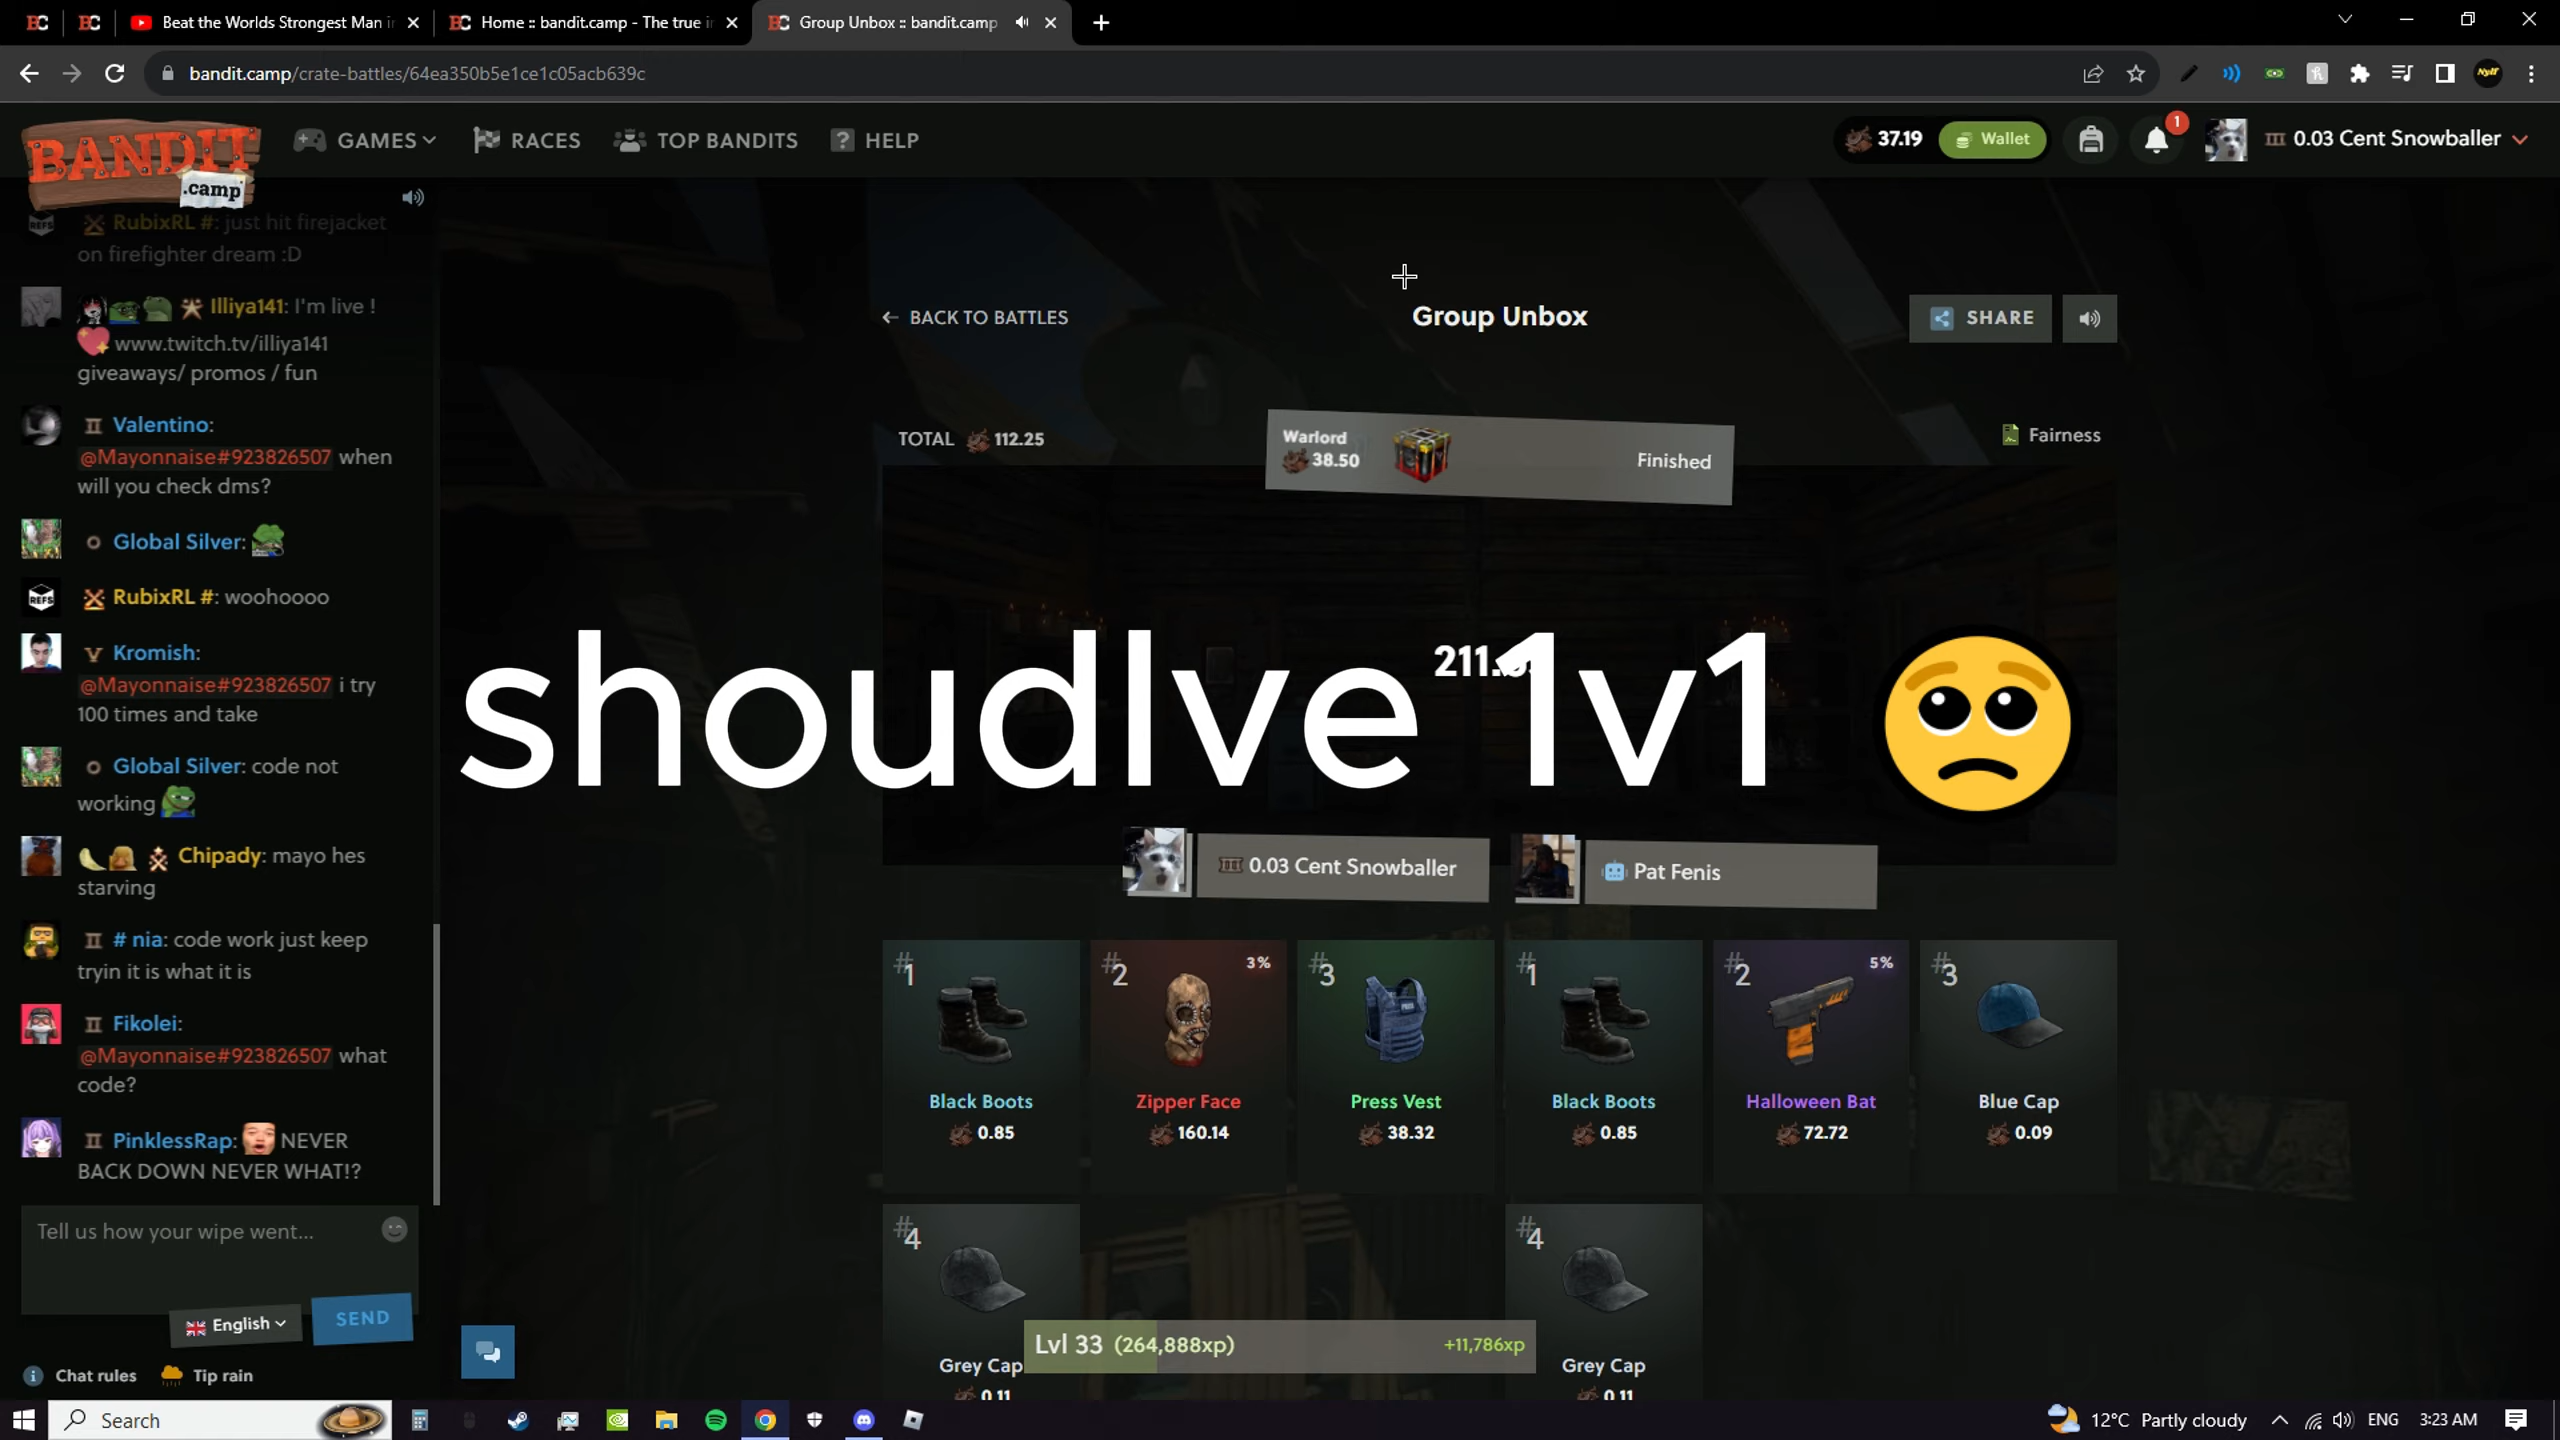 Beat the Worlds Strongest Man in
Home :: bandit.camp - The true i
Group Unbox :: bandit.camp
bandit.camp/crate-battles/64ea350b5e1ce1c05acb639c
BANDIT
.camp
GAMES
RACES
TOP BANDITS
HELP
37.19
Wallet
1
0.03 Cent Snowballer
RubixRL #: just hit firejacket
on firefighter dream :D
Illiya141: I'm live !
www.twitch.tv/illiya141
giveaways/ promos / fun
Valentino:
@Mayonnaise#923826507 when
will you check dms?
Global Silver:
REFS
RubixRL #: woohoooo
Kromish:
@Mayonnaise#923826507 i try
100 times and take
Global Silver: code not
working
Chipady: mayo hes
starving
# nia: code work just keep
tryin it is what it is
Fikolei:
@Mayonnaise#923826507 what
code?
PinklessRap: NEVER
BACK DOWN NEVER WHAT!?
Tell us how your wipe went...
English
SEND
Chat rules
Tip rain
BACK TO BATTLES
Group Unbox
SHARE
TOTAL 112.25
Warlord
38.50
Finished
Fairness
shoudlve 1v1
0.03 Cent Snowballer
Pat Fenis
#1
Black Boots
0.85
#2
3%
Zipper Face
160.14
#3
Press Vest
38.32
#1
Black Boots
0.85
#2
5%
Halloween Bat
72.72
#3
Blue Cap
0.09
#4
Grey Cap
0.11
#4
Grey Cap
0.11
Lvl 33 (264,888xp)
+11,786xp
Search
12°C Partly cloudy
ENG
3:23 AM